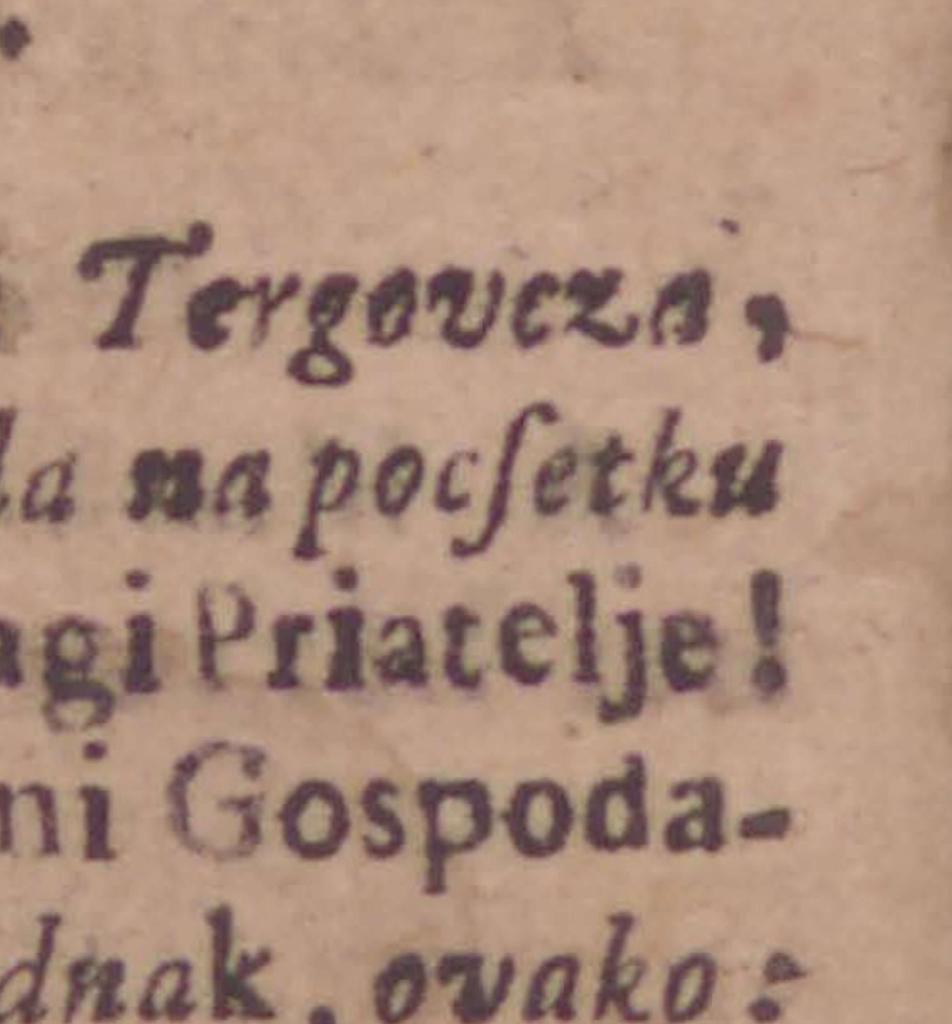 Tergovcza,
la na pocſetku
agi Priatelje!
ni Gospoda-
dnak, ovako: